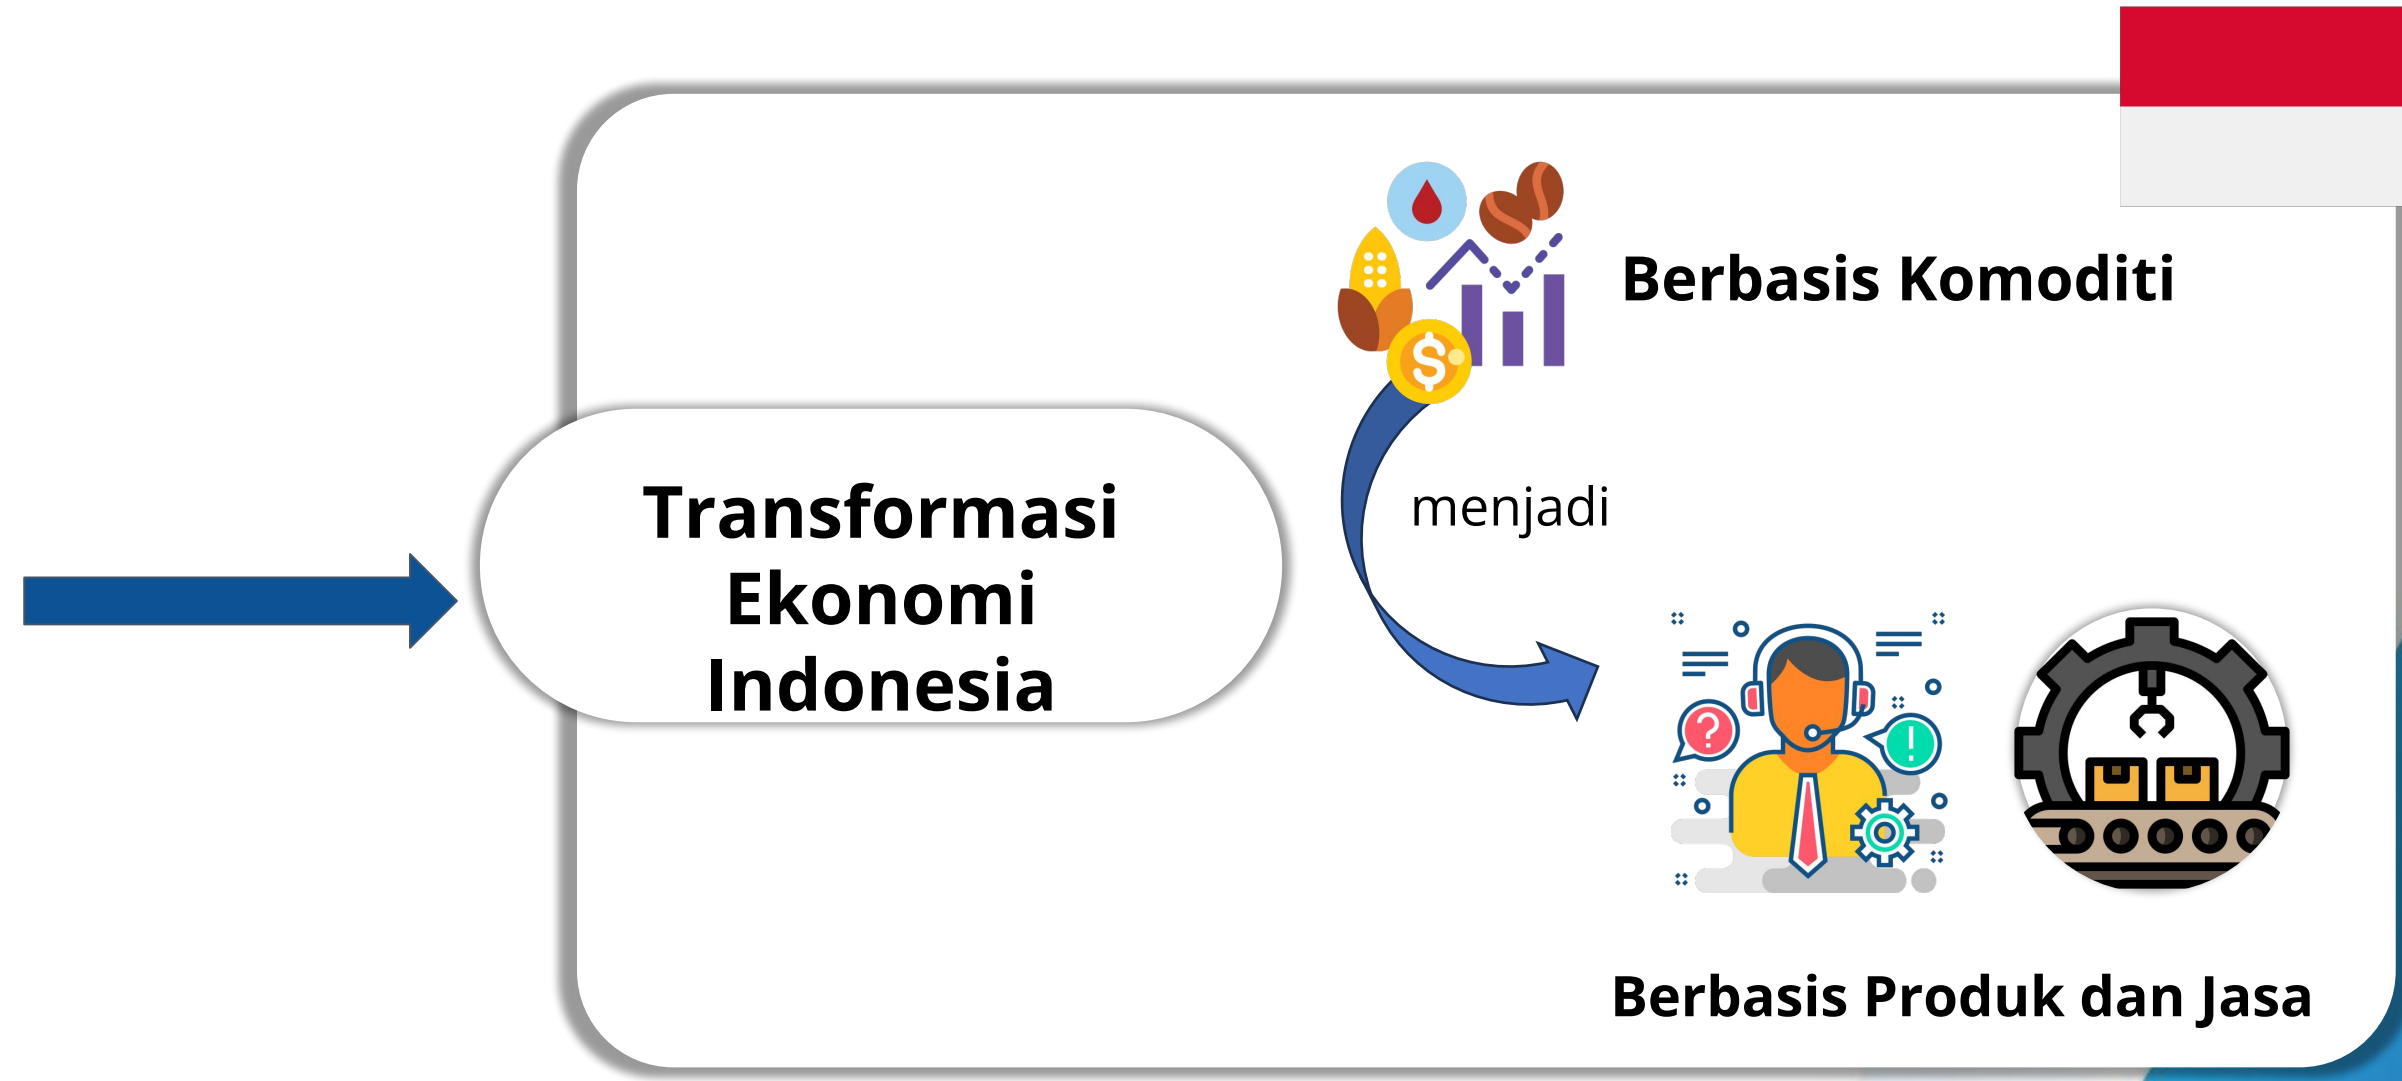 Berbasis Komoditi
menjadi
Transformasi
Ekonomi
Indonesia
$
?
!
Berbasis Produk dan Jasa